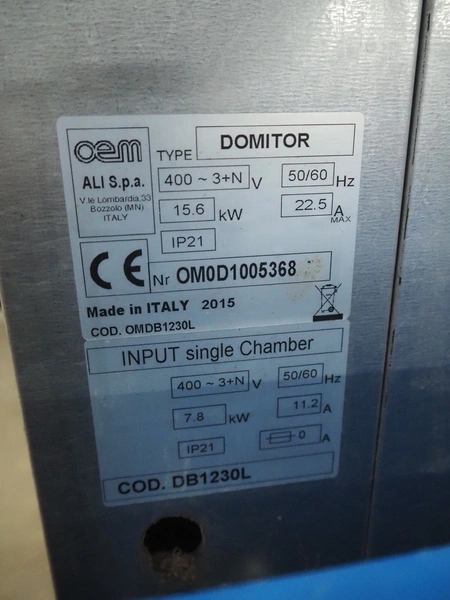 oem
TYPE DOMITOR
ALI S.p.a.
V.le Lombardia,33
Bozzolo (MN)
ITALY
400 ~ 3+N V 50/60 Hz
15.6 kW 22.5 A
MAX
IP21
CE Nr OM0D1005368
Made in ITALY 2015
COD. OMDB1230L
INPUT single Chamber
400 ~ 3+N V 50/60 Hz
7.8 kW 11.2 A
IP21 0 A
COD. DB1230L